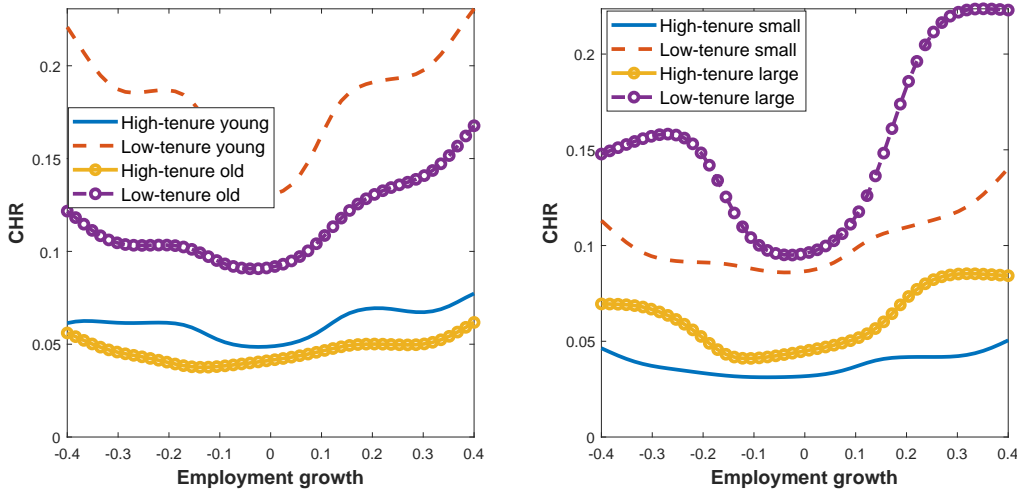 CHR
0.2
0.15
0.1
0.05
0
High-tenure young
Low-tenure young
High-tenure old
Low-tenure old
-0.4 -0.3 -0.2 -0.1 0 0.1 0.2 0.3 0.4
Employment growth
CHR
0.2
0.15
0.1
0.05
0
High-tenure small
Low-tenure small
High-tenure large
Low-tenure large
-0.4 -0.3 -0.2 -0.1 0 0.1 0.2 0.3 0.4
Employment growth